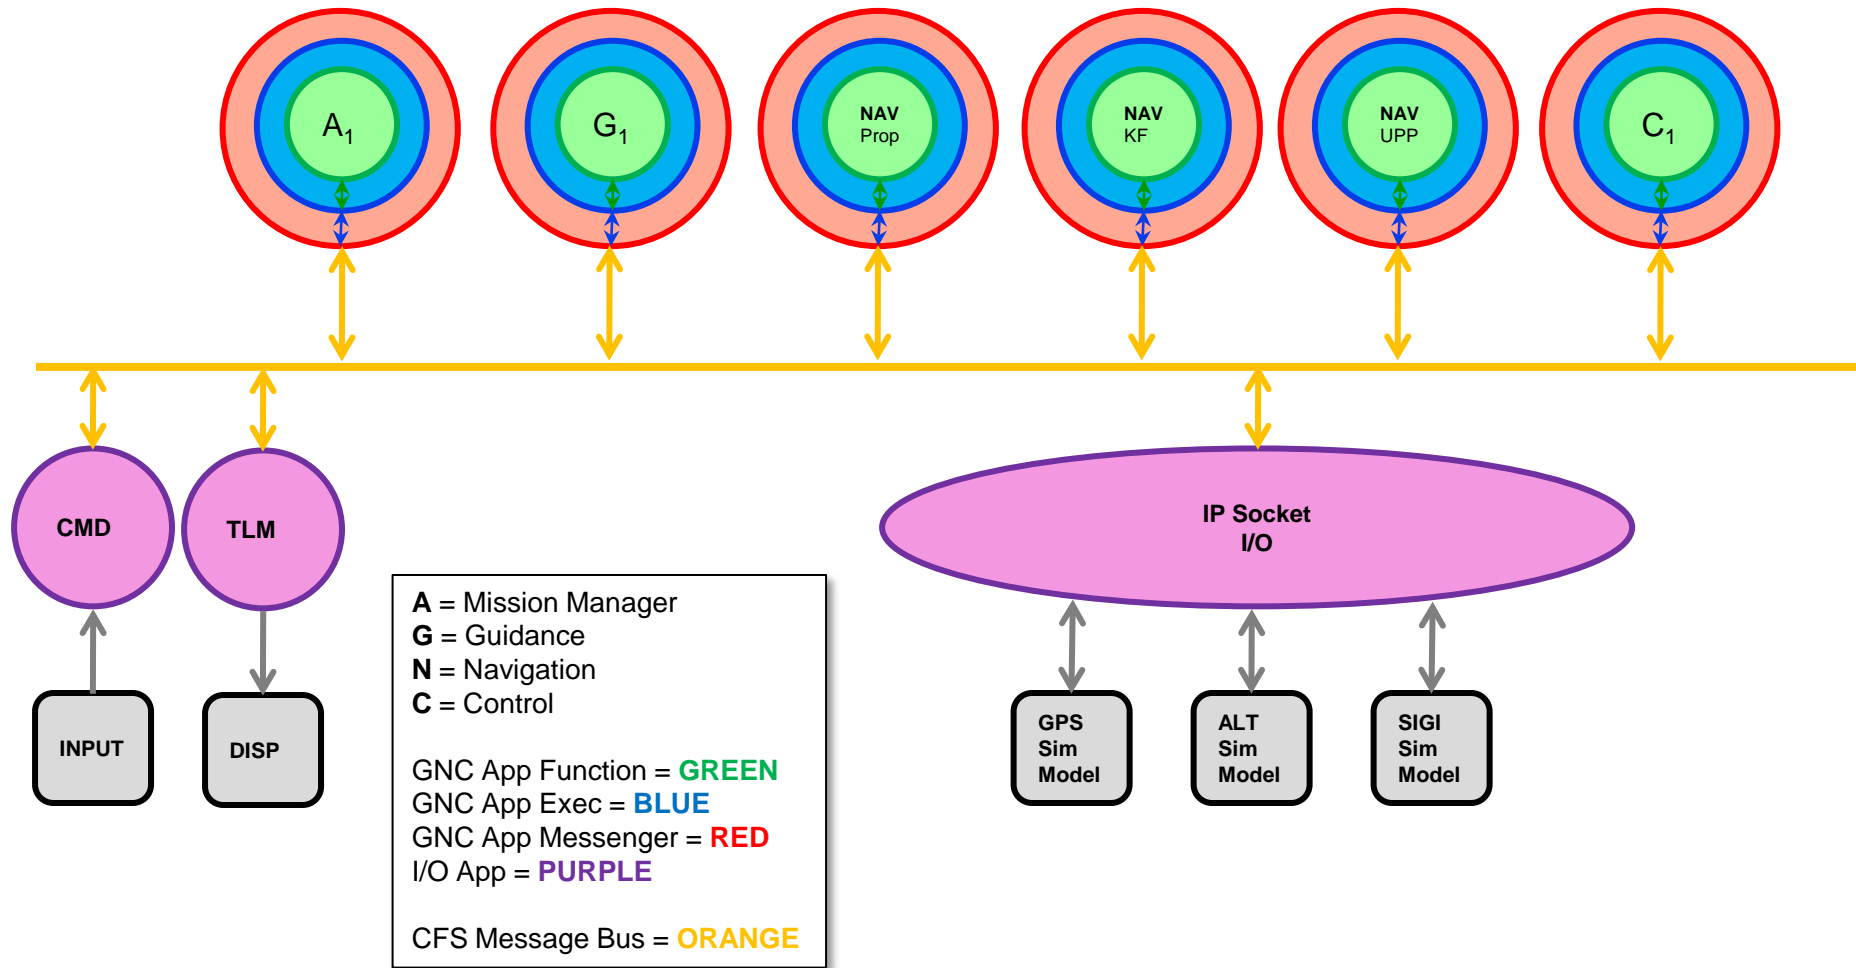 A₁
G₁
NAV
Prop
NAV
KF
NAV
UPP
C₁
CMD
TLM
IP Socket
I/O
A = Mission Manager
G = Guidance
N = Navigation
C = Control
GNC App Function = GREEN
GNC App Exec = BLUE
GNC App Messenger = RED
I/O App = PURPLE
CFS Message Bus = ORANGE
INPUT
DISP
GPS
Sim
Model
ALT
Sim
Model
SIGI
Sim
Model